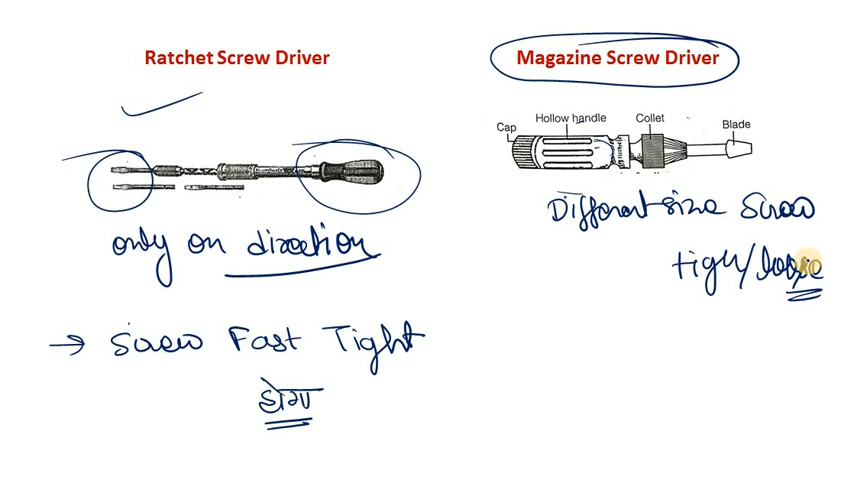 Ratchet Screw Driver
only on direction
→ Screw Fast Tight
होगा
Magazine Screw Driver
Cap
Hollow handle
Collet
Blade
Different size Screw
tight/loose